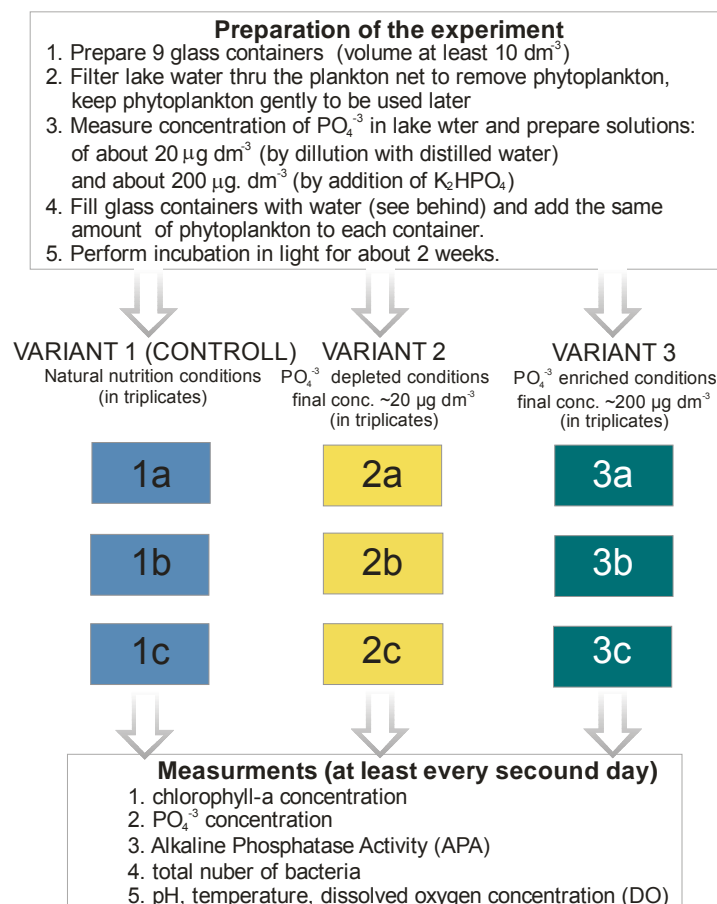 Preparation of the experiment
1. Prepare 9 glass containers (volume at least 10 dm⁻³)
2. Filter lake water thru the plankton net to remove phytoplankton,
keep phytoplankton gently to be used later
3. Measure concentration of PO₄⁻³ in lake wter and prepare solutions:
of about 20 µg dm⁻³ (by dillution with distilled water)
and about 200 µg. dm⁻³ (by addition of K₂HPO₄)
4. Fill glass containers with water (see behind) and add the same
amount of phytoplankton to each container.
5. Perform incubation in light for about 2 weeks.
VARIANT 1 (CONTROLL)
Natural nutrition conditions
(in triplicates)
VARIANT 2
PO₄⁻³ depleted conditions
final conc. ~20 µg dm⁻³
(in triplicates)
VARIANT 3
PO₄⁻³ enriched conditions
final conc. ~200 µg dm⁻³
(in triplicates)
1a
2a
3a
1b
2b
3b
1c
2c
3c
Measurments (at least every secound day)
1. chlorophyll-a concentration
2. PO₄⁻³ concentration
3. Alkaline Phosphatase Activity (APA)
4. total nuber of bacteria
5. pH, temperature, dissolved oxygen concentration (DO)